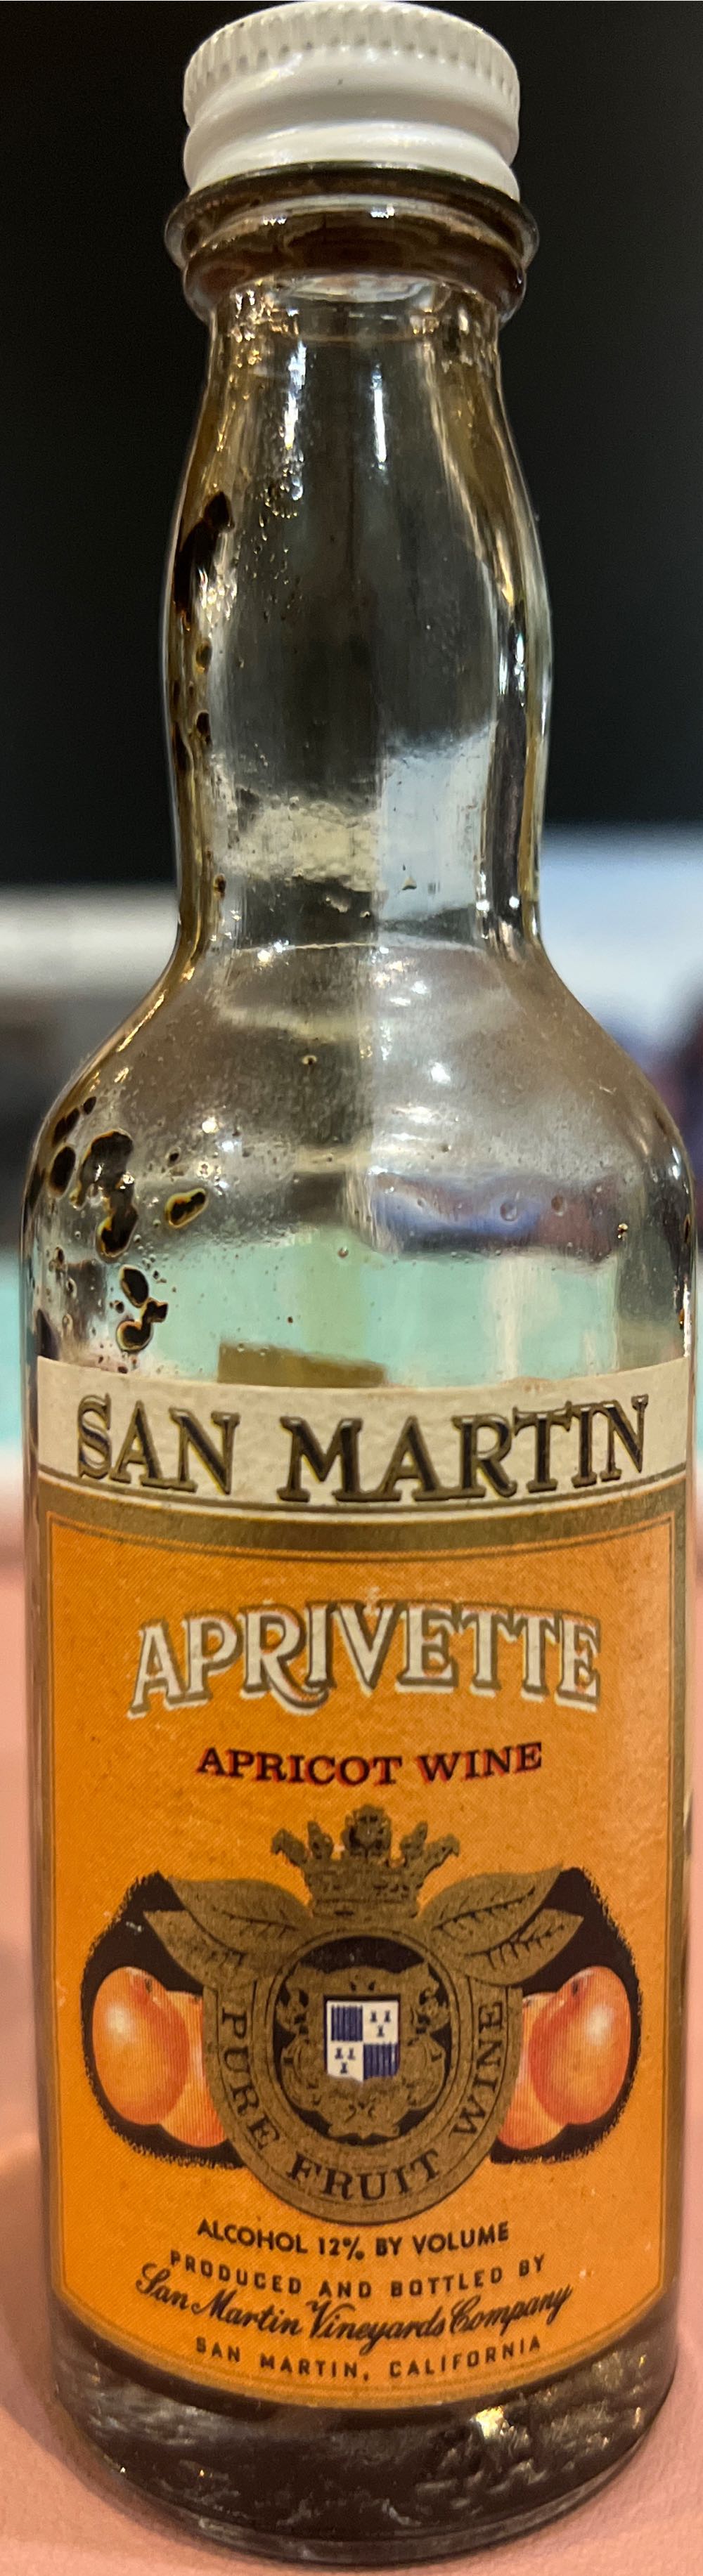 SAN MARTIN
APRIVETTE
APRICOT WINE
PURE FRUIT WINE
ALCOHOL 12% BY VOLUME
PRODUCED AND BOTTLED BY
San Martin Vineyards Company
SAN MARTIN, CALIFORNIA